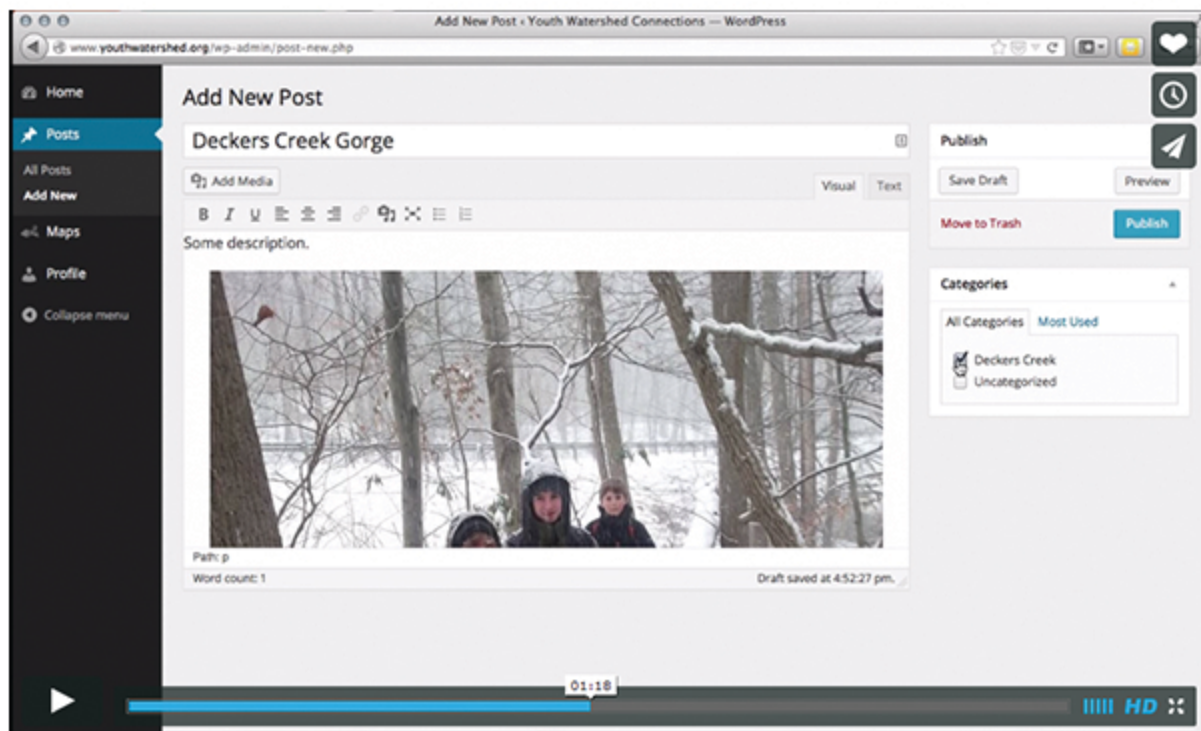 Add New Post ‹ Youth Watershed Connections — WordPress
www.youthwatershed.org/wp-admin/post-new.php
Home
Posts
All Posts
Add New
Maps
Profile
Collapse menu
Add New Post
Deckers Creek Gorge
Add Media
Visual Text
B I U
Some description.
Path: p
Word count: 1 Draft saved at 4:52:27 pm.
Publish
Save Draft Preview
Move to Trash Publish
Categories
All Categories Most Used
Deckers Creek
Uncategorized
01:18
HD